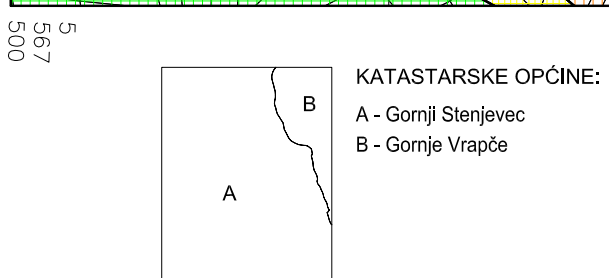 5
567
500
KATASTARSKE OPĆINE:
A - Gornji Stenjevec
B - Gornje Vrapče
B
A